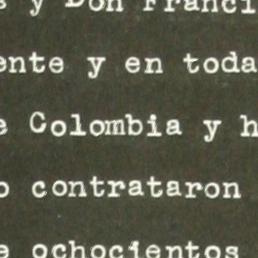 y Don Franci
ente y en toda
e Colombia y h
o contrataron
e ochocientos